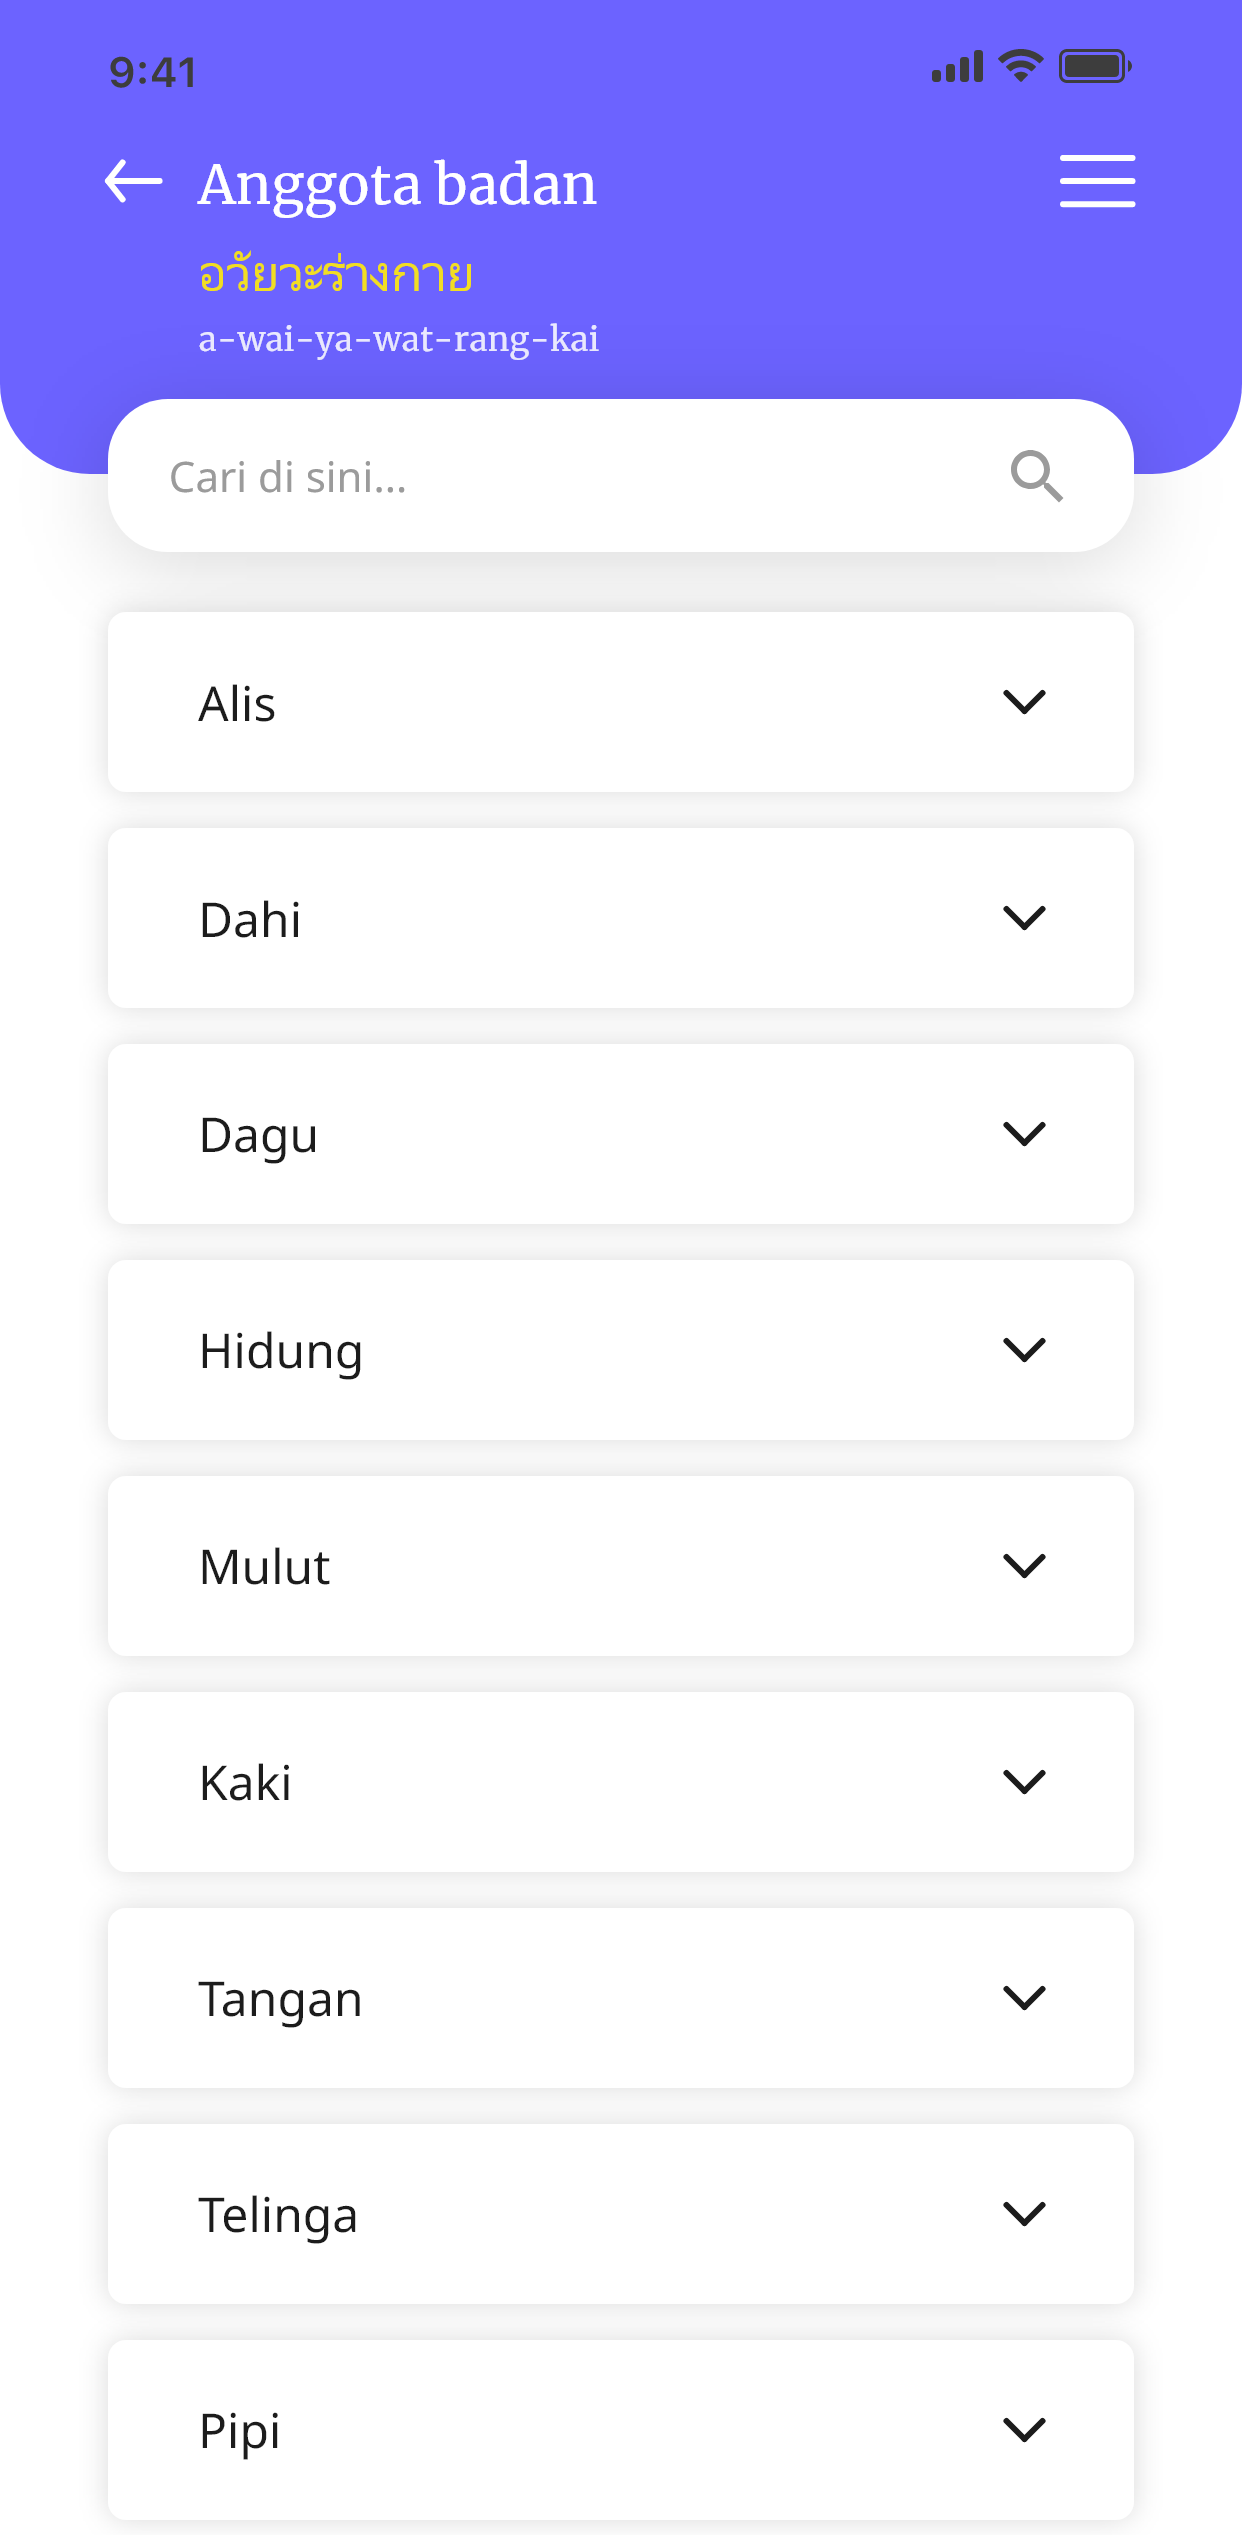 9:41
Anggota badan
อวัยวะร่างกาย
a-wai-ya-wat-rang-kai
Cari di sini...
Alis
Dahi
Dagu
Hidung
Mulut
Kaki
Tangan
Telinga
Pipi